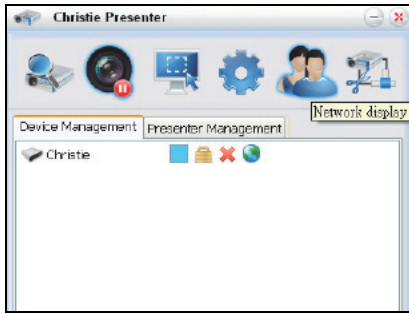 Christie Presenter
Network display
Device Management Presenter Management
Christie